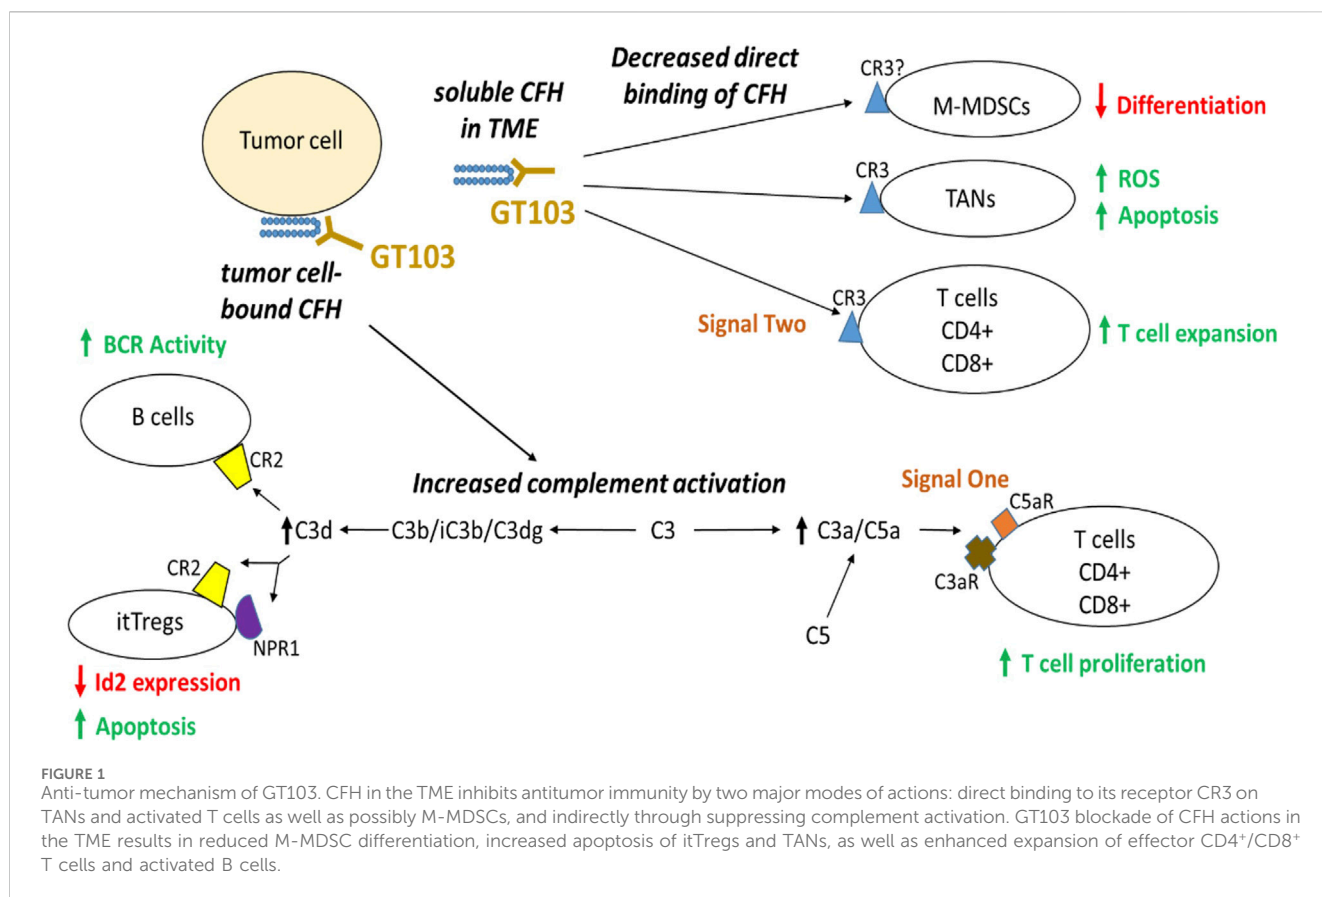 Tumor cell
GT103
tumor cell-
bound CFH
soluble CFH
in TME
GT103
Decreased direct
binding of CFH
CR3?
M-MDSCs
Differentiation
CR3
TANs
ROS
Apoptosis
Signal Two
CR3
T cells
CD4+
CD8+
T cell expansion
BCR Activity
B cells
CR2
Increased complement activation
C3d
C3b/iC3b/C3dg
C3
C3a/C5a
C5
Signal One
C5aR
C3aR
T cells
CD4+
CD8+
T cell proliferation
CR2
itTregs
NPR1
Id2 expression
Apoptosis
FIGURE 1
Anti-tumor mechanism of GT103. CFH in the TME inhibits antitumor immunity by two major modes of actions: direct binding to its receptor CR3 on
TANs and activated T cells as well as possibly M-MDSCs, and indirectly through suppressing complement activation. GT103 blockade of CFH actions in
the TME results in reduced M-MDSC differentiation, increased apoptosis of itTregs and TANs, as well as enhanced expansion of effector CD4⁺/CD8⁺
T cells and activated B cells.